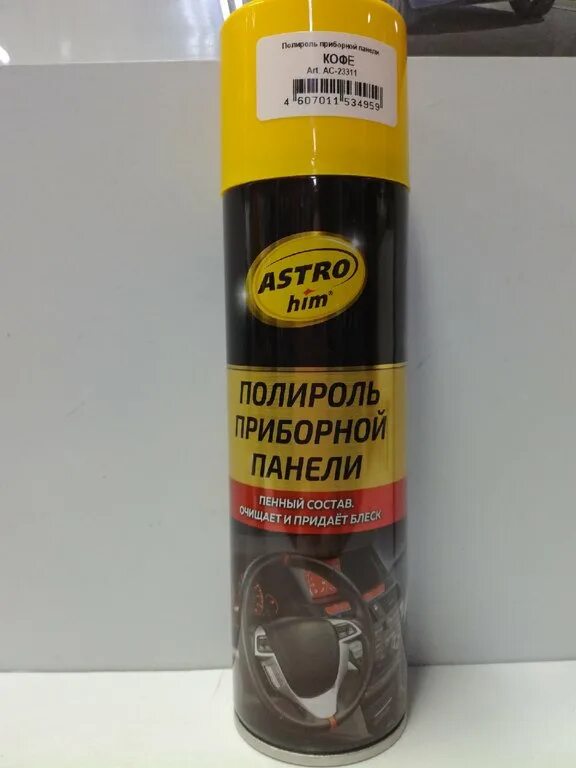 Полироль приборной панели
КОФЕ
Art. AC-23311
4 607011 534959
ASTRO
him®
ПОЛИРОЛЬ
ПРИБОРНОЙ
ПАНЕЛИ
ПЕННЫЙ СОСТАВ.
ОЧИЩАЕТ И ПРИДАЁТ БЛЕСК